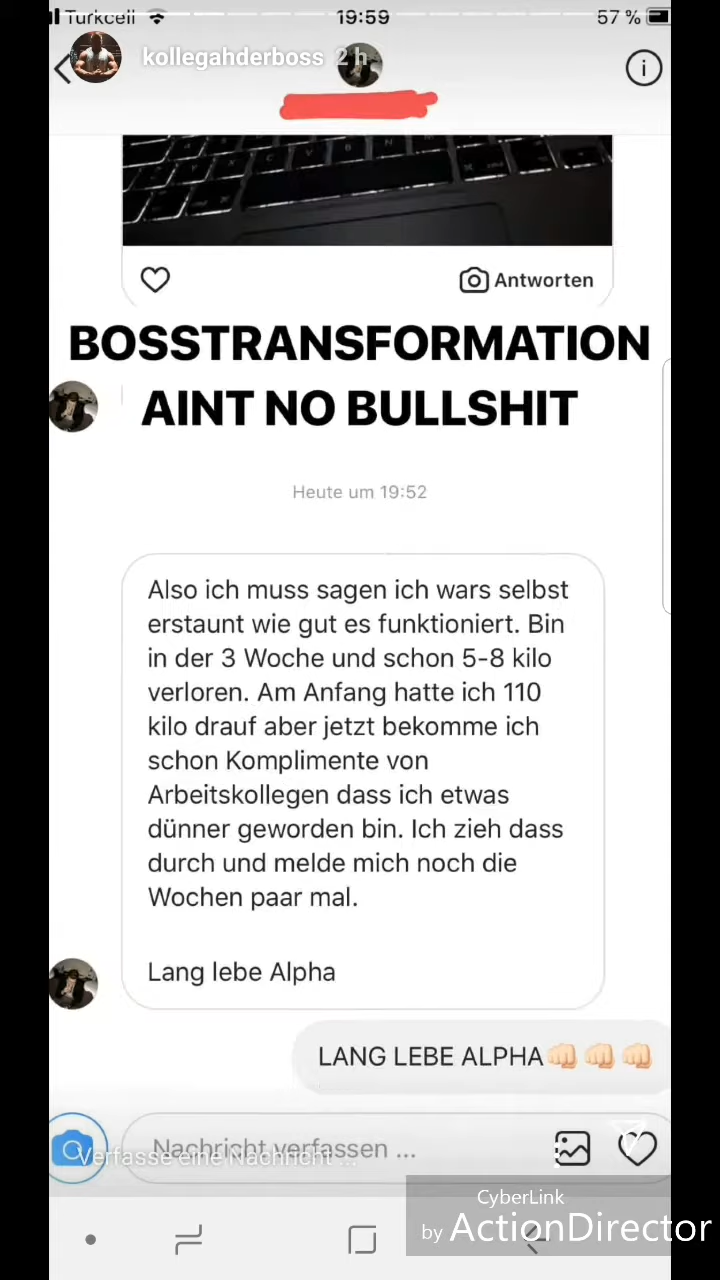 Turkcell 19:59 57 %
kollegahderboss 2 h
Antworten
BOSSTRANSFORMATION
AINT NO BULLSHIT
Heute um 19:52
Also ich muss sagen ich wars selbst
erstaunt wie gut es funktioniert. Bin
in der 3 Woche und schon 5-8 kilo
verloren. Am Anfang hatte ich 110
kilo drauf aber jetzt bekomme ich
schon Komplimente von
Arbeitskollegen dass ich etwas
dünner geworden bin. Ich zieh dass
durch und melde mich noch die
Wochen paar mal.
Lang lebe Alpha
LANG LEBE ALPHA👊🏻👊🏻👊🏻
Nachricht verfassen ...
Verfasse eine Nachricht ...
CyberLink
by ActionDirector